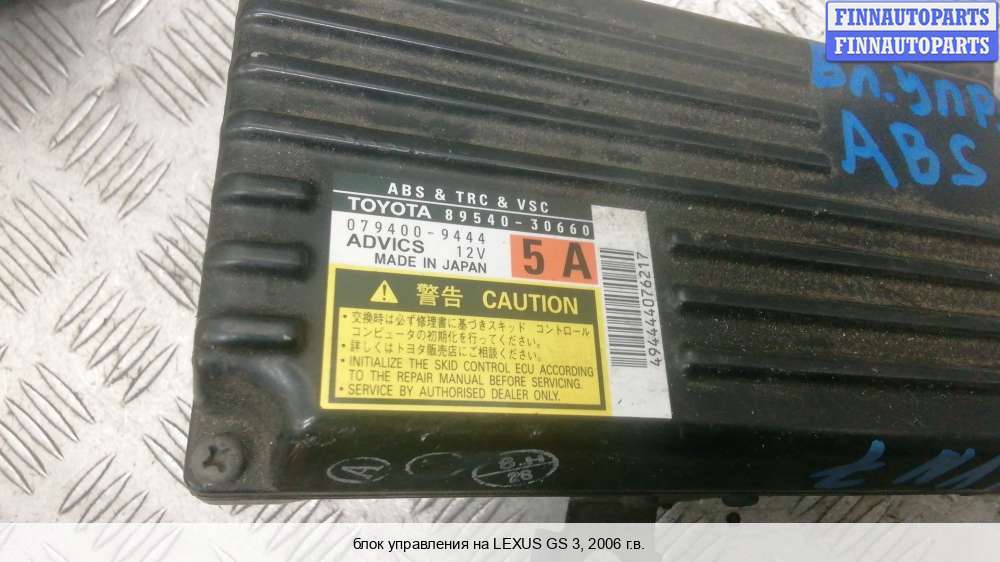 FINNAUTOPARTS
FINNAUTOPARTS
Бл.упр
ABS
ABS & TRC & VSC
TOYOTA 89540-30660
079400-9444
ADVICS 12V
MADE IN JAPAN
5A
警告 CAUTION
・交換時は必ず修理書に基づきスキッド コントロール
コンピュータの初期化を行ってください。
・詳しくはトヨタ販売店にご相談ください。
・INITIALIZE THE SKID CONTROL ECU ACCORDING
TO THE REPAIR MANUAL BEFORE SERVICING.
・SERVICE BY AUTHORISED DEALER ONLY.
494444076217
A
26
блок управления на LEXUS GS 3, 2006 г.в.